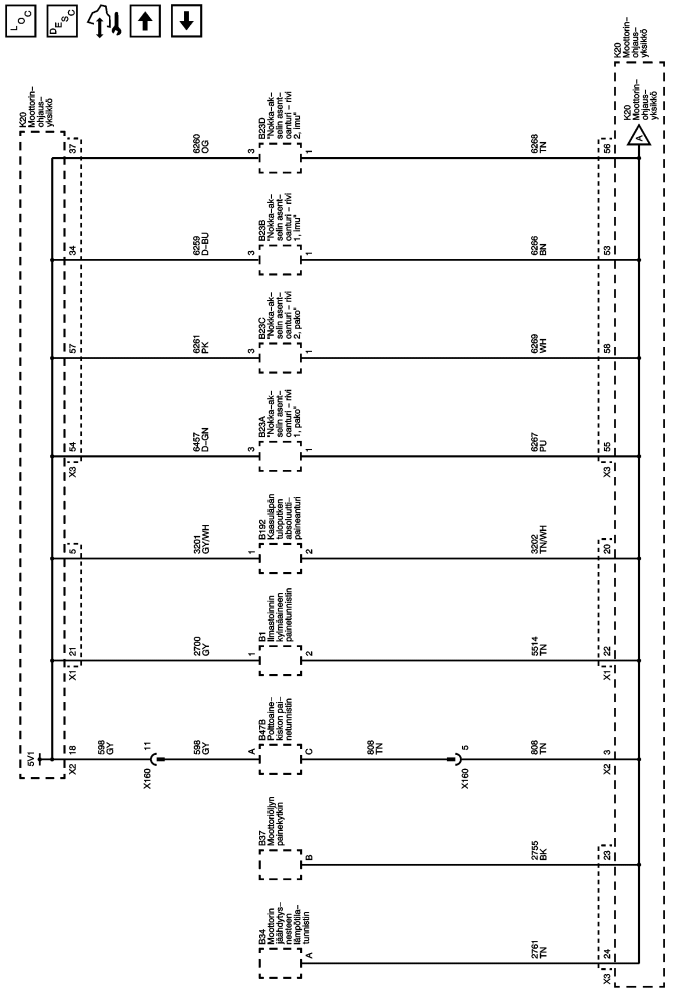 LOC
DESC
K20
Moottorin–
ohjaus–
yksikkö
5V1
18
X2
21
X1
5
54
X3
57
34
37
598
GY
11
X160
598
GY
2700
GY
3201
GY/WH
6457
D–GN
6261
PK
6259
D–BU
6260
OG
B34
Moottorin
jäähdytys–
nesteen
lämpötila–
tunnistin
A
B37
Moottoriöljyn
painekytkin
B
B47B
Polttoaine–
kiskon pai–
netunnistin
A
C
B1
Ilmastoinnin
kylmäaineen
painetunnistin
1
2
B192
Kaasuläpän
tuloputken
absoluutti–
paineanturi
1
2
B23A
"Nokka–ak–
selin asent–
oanturi – rivi
1, pako"
3
1
B23C
"Nokka–ak–
selin asent–
oanturi – rivi
2, pako"
3
1
B23B
"Nokka–ak–
selin asent–
oanturi – rivi
1, imu"
3
1
B23D
"Nokka–ak–
selin asent–
oanturi – rivi
2, imu"
3
1
2761
TN
2755
BK
808
TN
5
X160
808
TN
5514
TN
3202
TN/WH
6267
PU
6269
WH
6266
BN
6268
TN
24
X3
23
3
X2
22
X1
20
55
X3
58
53
56
K20
Moottorin–
ohjaus–
yksikkö
A
K20
Moottorin–
ohjaus–
yksikkö